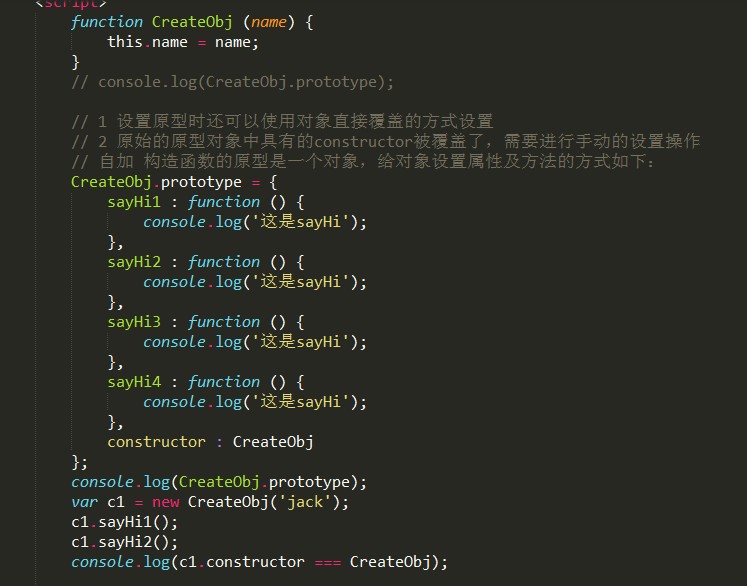 <script>
function CreateObj (name) {
this.name = name;
}
// console.log(CreateObj.prototype);
// 1 设置原型时还可以使用对象直接覆盖的方式设置
// 2 原始的原型对象中具有的constructor被覆盖了，需要进行手动的设置操作
// 自加 构造函数的原型是一个对象，给对象设置属性及方法的方式如下：
CreateObj.prototype = {
sayHi1 : function () {
console.log('这是sayHi');
},
sayHi2 : function () {
console.log('这是sayHi');
},
sayHi3 : function () {
console.log('这是sayHi');
},
sayHi4 : function () {
console.log('这是sayHi');
},
constructor : CreateObj
};
console.log(CreateObj.prototype);
var c1 = new CreateObj('jack');
c1.sayHi1();
c1.sayHi2();
console.log(c1.constructor === CreateObj);